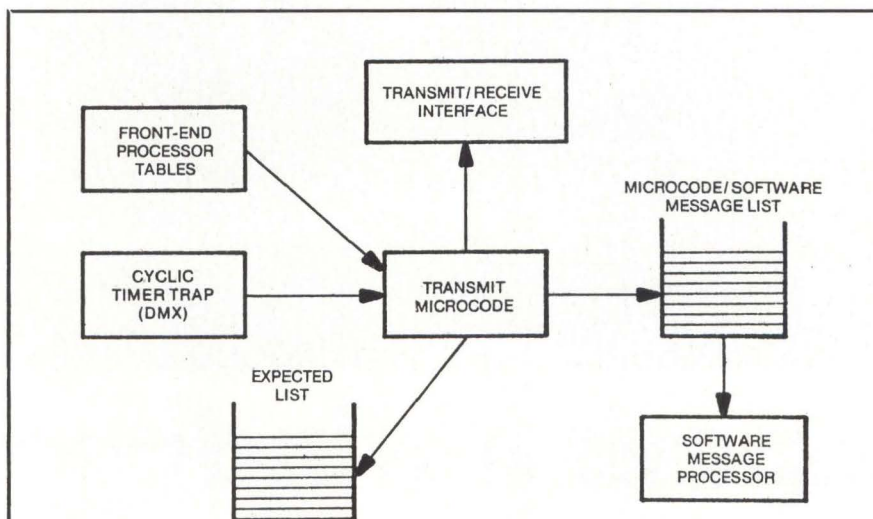 TRANSMIT/RECEIVE
INTERFACE
FRONT-END
PROCESSOR
TABLES
MICROCODE/SOFTWARE
MESSAGE LIST
CYCLIC
TIMER TRAP
(DMX)
TRANSMIT
MICROCODE
EXPECTED
LIST
SOFTWARE
MESSAGE
PROCESSOR